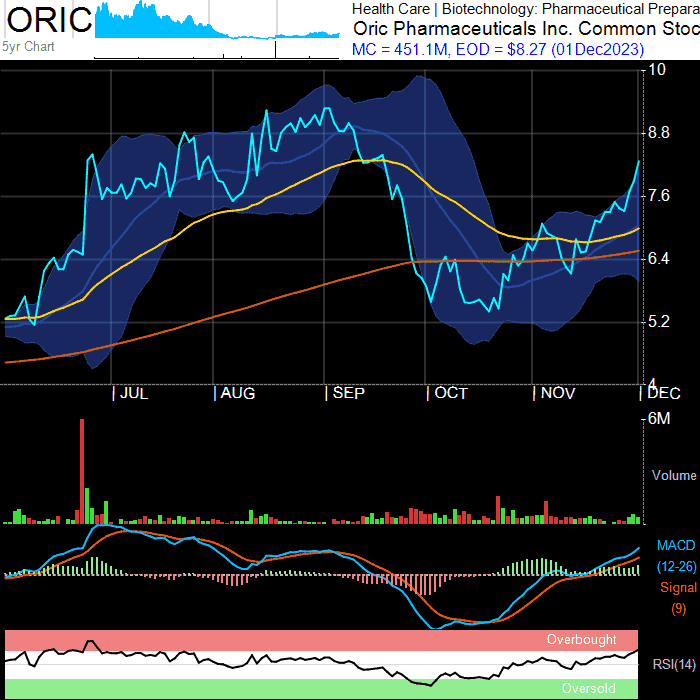 ORIC
5yr Chart
Health Care | Biotechnology: Pharmaceutical Prepara
Oric Pharmaceuticals Inc. Common Stoc
MC = 451.1M, EOD = $8.27 (01Dec2023)
10
8.8
7.6
6.4
5.2
4
JUL
AUG
SEP
OCT
NOV
DEC
6M
Volume
MACD
(12-26)
Signal
(9)
Overbought
RSI(14)
Oversold